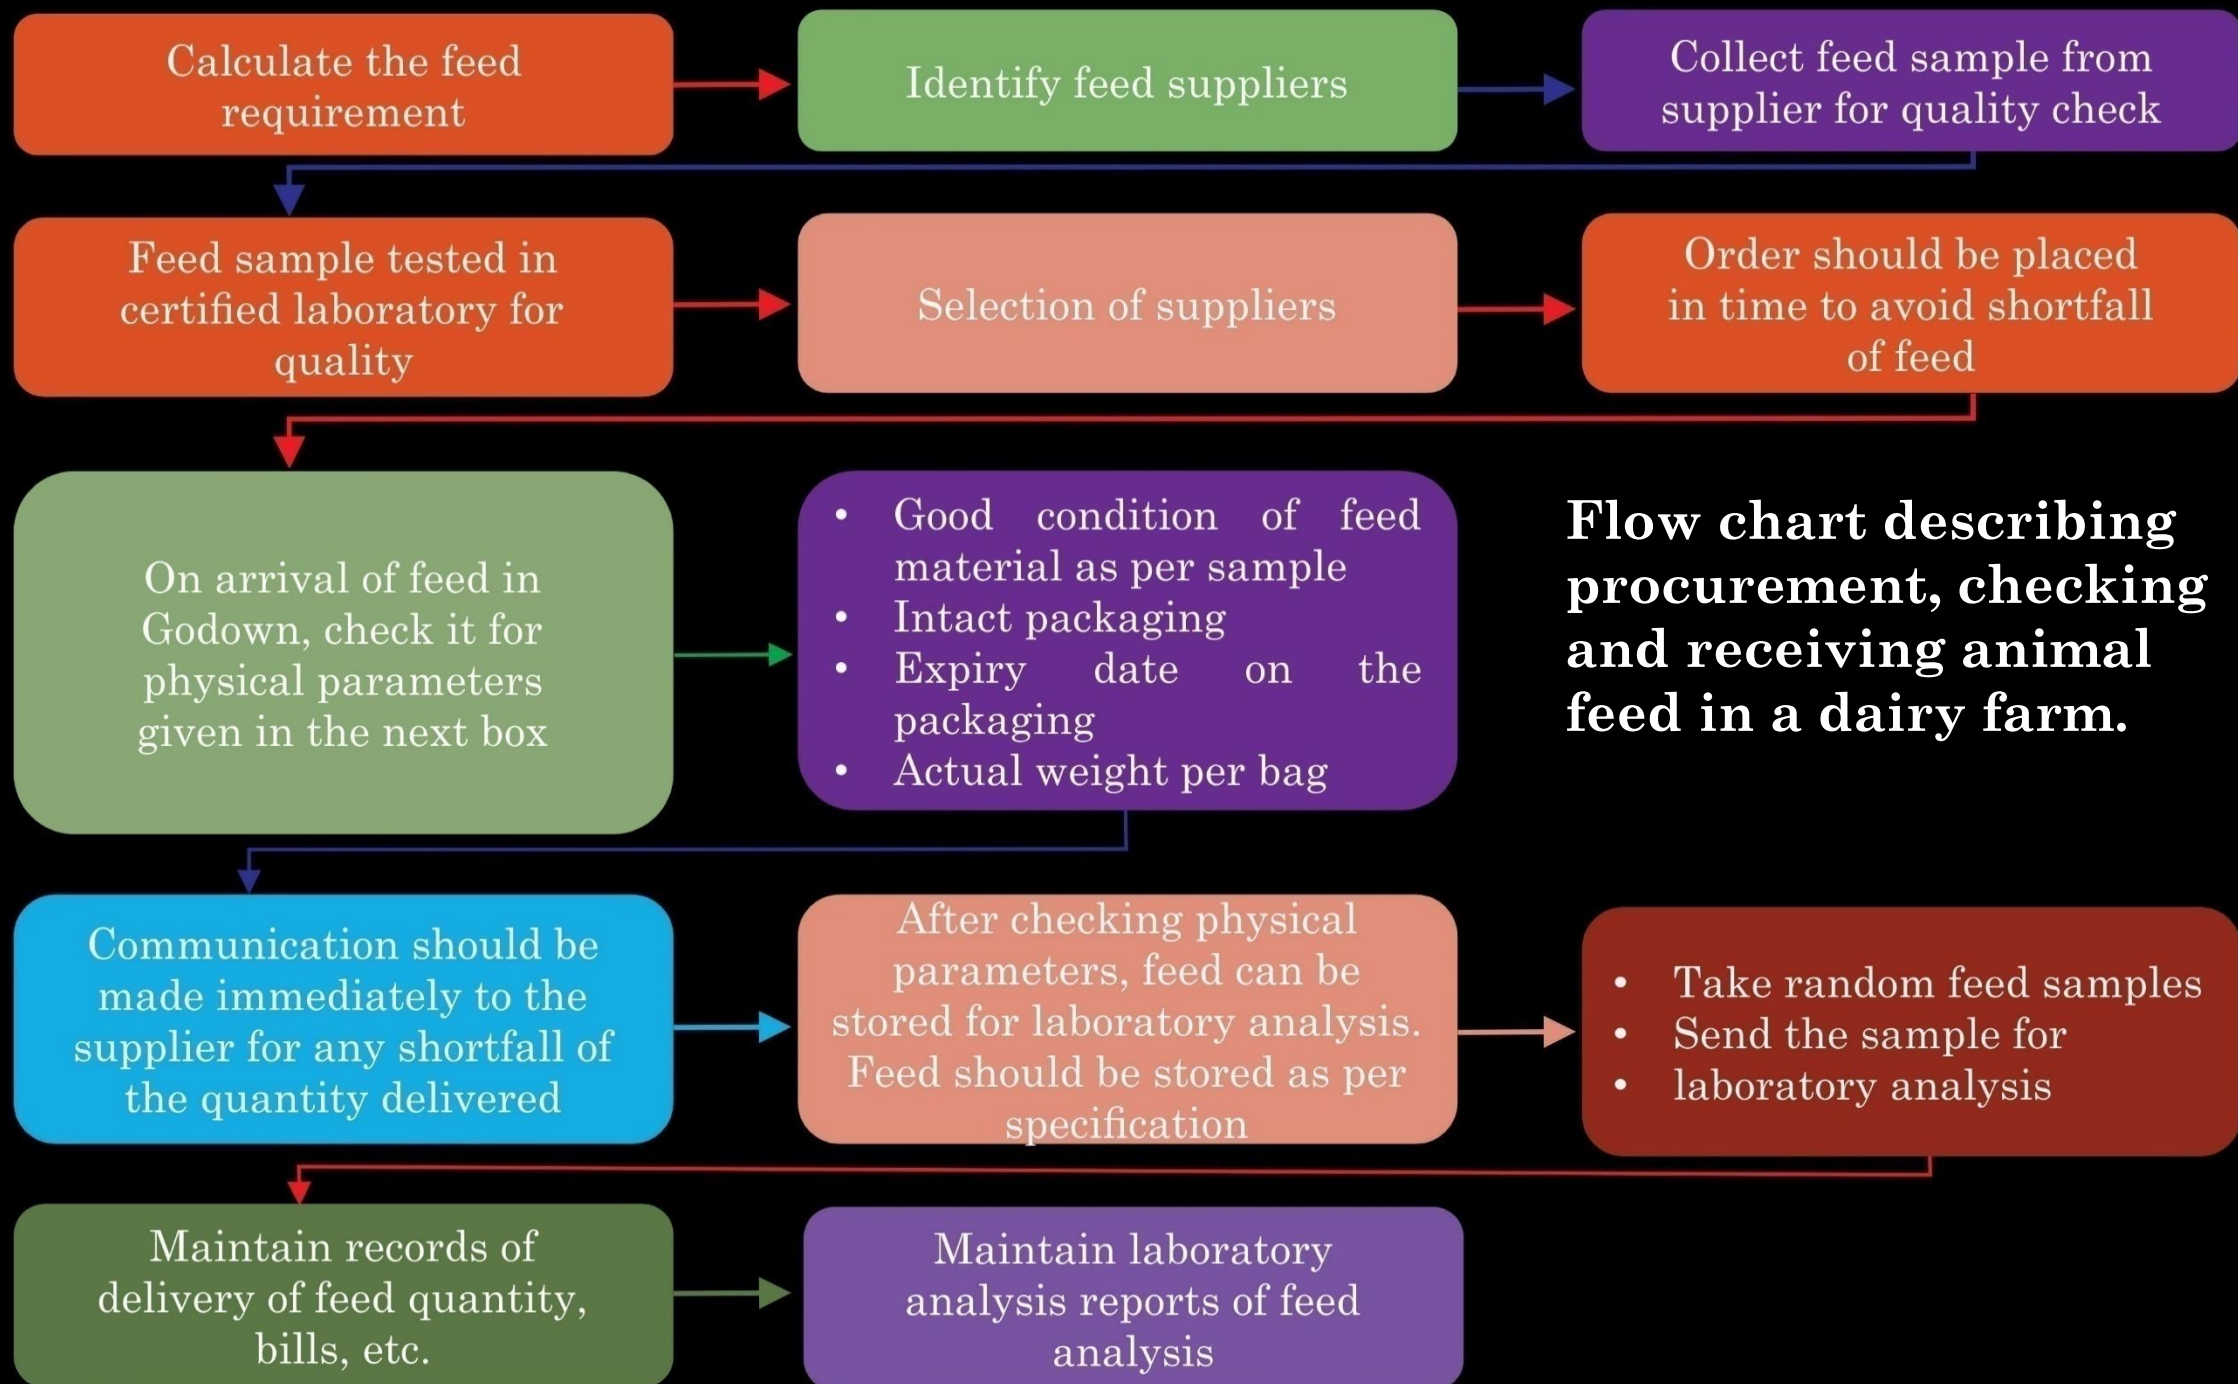 Calculate the feed
requirement
Identify feed suppliers
Collect feed sample from
supplier for quality check
Feed sample tested in
certified laboratory for
quality
Selection of suppliers
Order should be placed
in time to avoid shortfall
of feed
On arrival of feed in
Godown, check it for
physical parameters
given in the next box
• Good condition of feed
material as per sample
• Intact packaging
• Expiry date on the
packaging
• Actual weight per bag
Flow chart describing
procurement, checking
and receiving animal
feed in a dairy farm.
Communication should be
made immediately to the
supplier for any shortfall of
the quantity delivered
After checking physical
parameters, feed can be
stored for laboratory analysis.
Feed should be stored as per
specification
• Take random feed samples
• Send the sample for
• laboratory analysis
Maintain records of
delivery of feed quantity,
bills, etc.
Maintain laboratory
analysis reports of feed
analysis